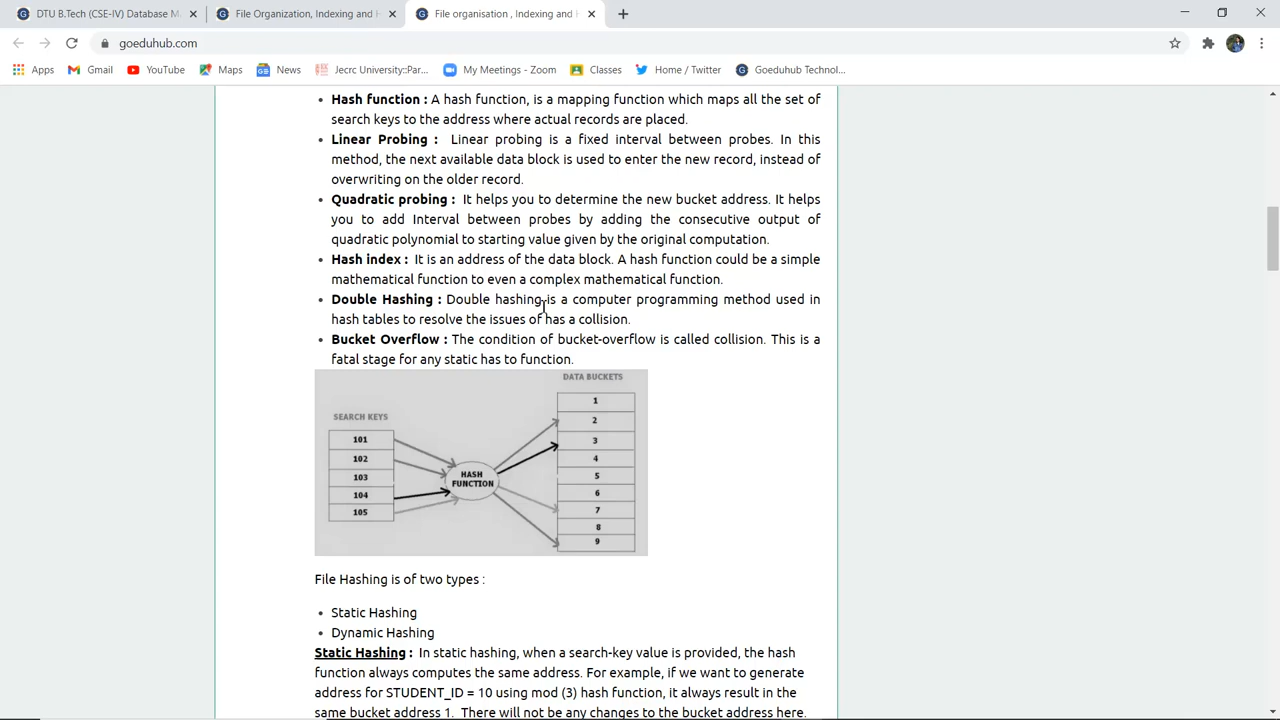 DTU B.Tech (CSE-IV) Database M
File Organization, Indexing and H
File organisation , Indexing and H
goeduhub.com
Apps
Gmail
YouTube
Maps
News
Jecrc University::Par...
My Meetings - Zoom
Classes
Home / Twitter
Goeduhub Technol...
• Hash function : A hash function, is a mapping function which maps all the set of
search keys to the address where actual records are placed.
• Linear Probing : Linear probing is a fixed interval between probes. In this
method, the next available data block is used to enter the new record, instead of
overwriting on the older record.
• Quadratic probing : It helps you to determine the new bucket address. It helps
you to add Interval between probes by adding the consecutive output of
quadratic polynomial to starting value given by the original computation.
• Hash index : It is an address of the data block. A hash function could be a simple
mathematical function to even a complex mathematical function.
• Double Hashing : Double hashing is a computer programming method used in
hash tables to resolve the issues of has a collision.
• Bucket Overflow : The condition of bucket-overflow is called collision. This is a
fatal stage for any static has to function.
DATA BUCKETS
SEARCH KEYS
101
102
103
104
105
HASH
FUNCTION
1
2
3
4
5
6
7
8
9
File Hashing is of two types :
• Static Hashing
• Dynamic Hashing
Static Hashing : In static hashing, when a search-key value is provided, the hash
function always computes the same address. For example, if we want to generate
address for STUDENT_ID = 10 using mod (3) hash function, it always result in the
same bucket address 1. There will not be any changes to the bucket address here.